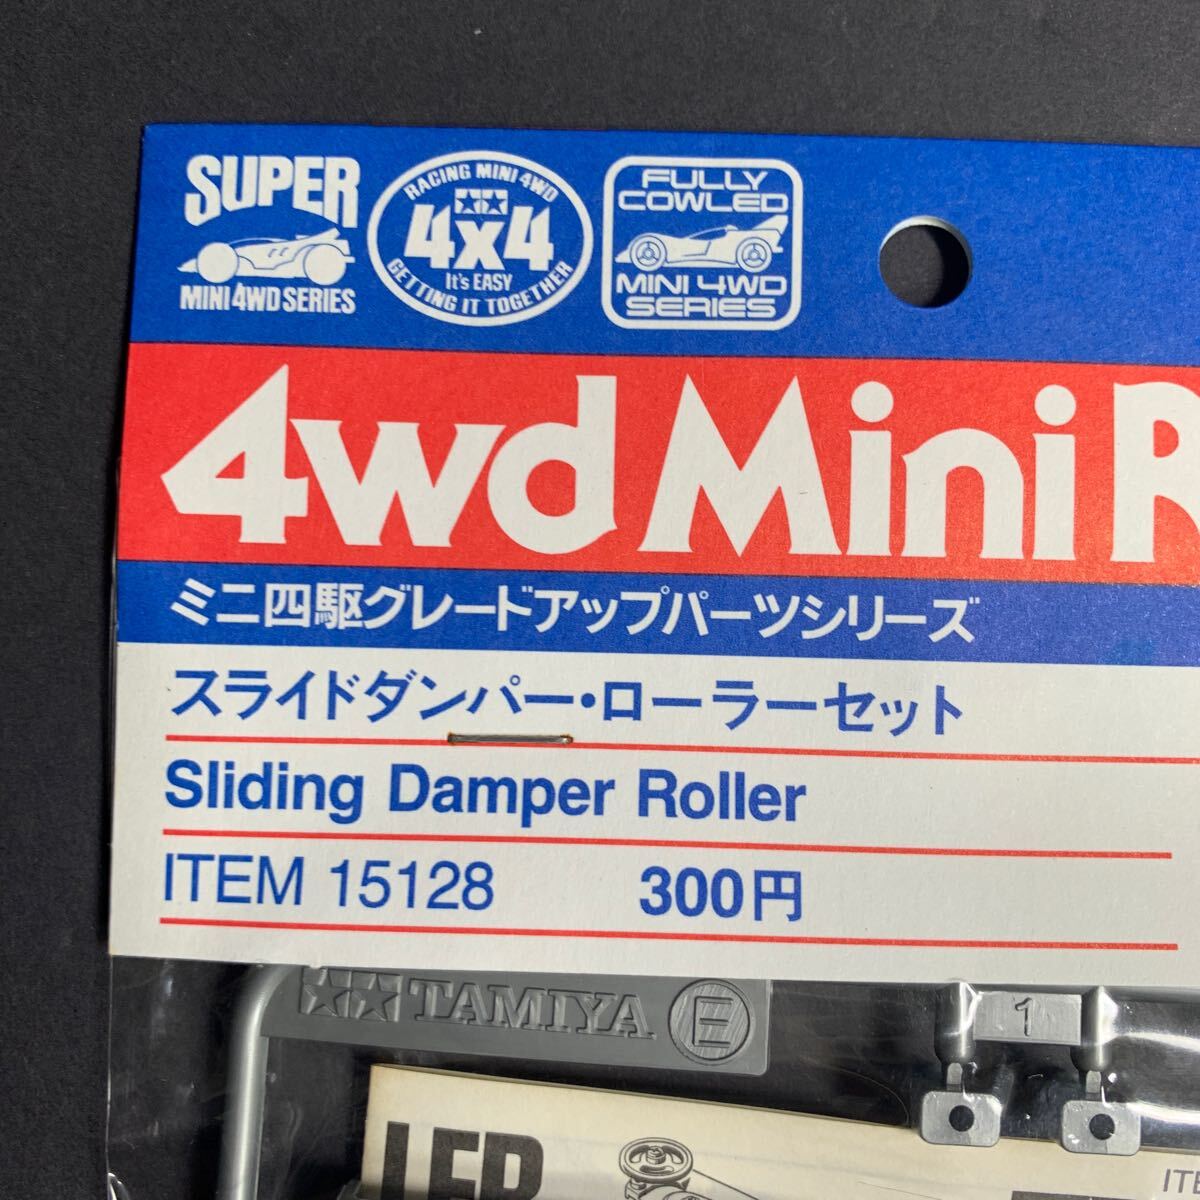 SUPER
MINI 4WD SERIES
RACING MINI 4WD
4x4
It's EASY
GETTING IT TOGETHER
FULLY
COWLED
MINI 4WD
SERIES
4wd Mini R
ミニ四駆グレードアップパーツシリーズ
スライドダンパー・ローラーセット
Sliding Damper Roller
ITEM 15128 300円
TAMIYA E
1